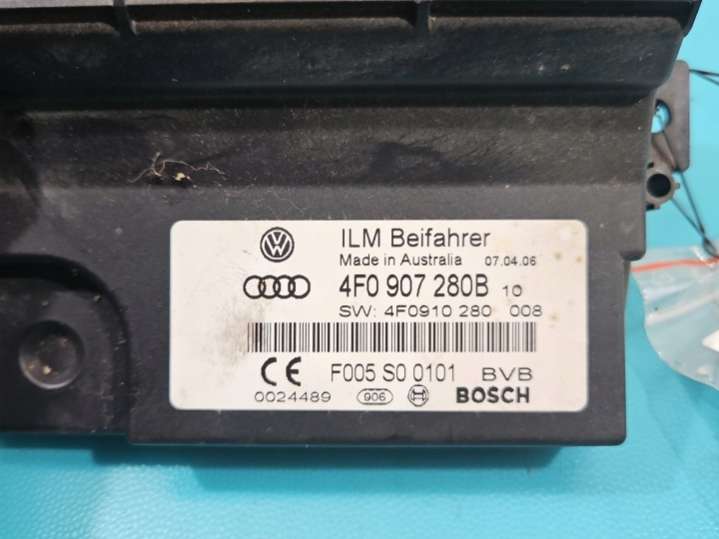 ILM Beifahrer
Made in Australia 07.04.06
4F0 907 280B 10
SW: 4F0910 280 008
CE F005 S0 0101 BVB
0024489 906 BOSCH